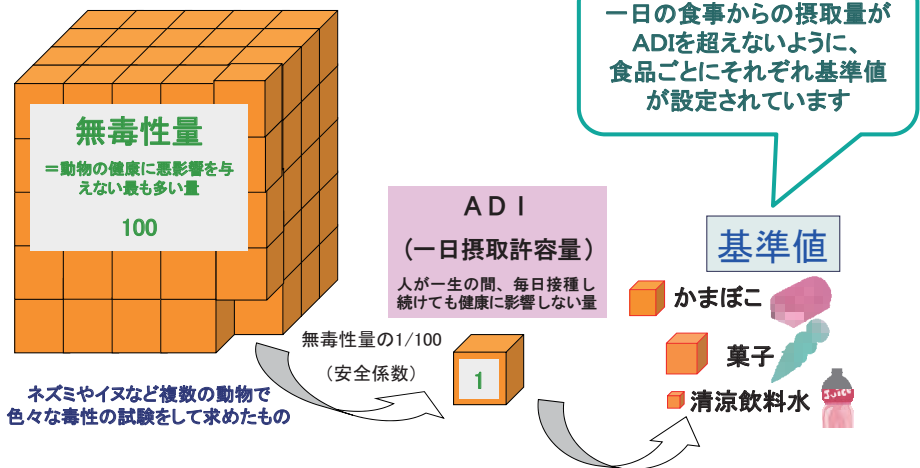 一日の食事からの摂取量が
ADIを超えないように、
食品ごとにそれぞれ基準値
が設定されています
無毒性量
＝動物の健康に悪影響を与
えない最も多い量
100
ADI
(一日摂取許容量)
人が一生の間、毎日接種し
続けても健康に影響しない量
基準値
かまぼこ
菓子
清涼飲料水
JUICE
無毒性量の1/100
(安全係数)
1
ネズミやイヌなど複数の動物で
色々な毒性の試験をして求めたもの